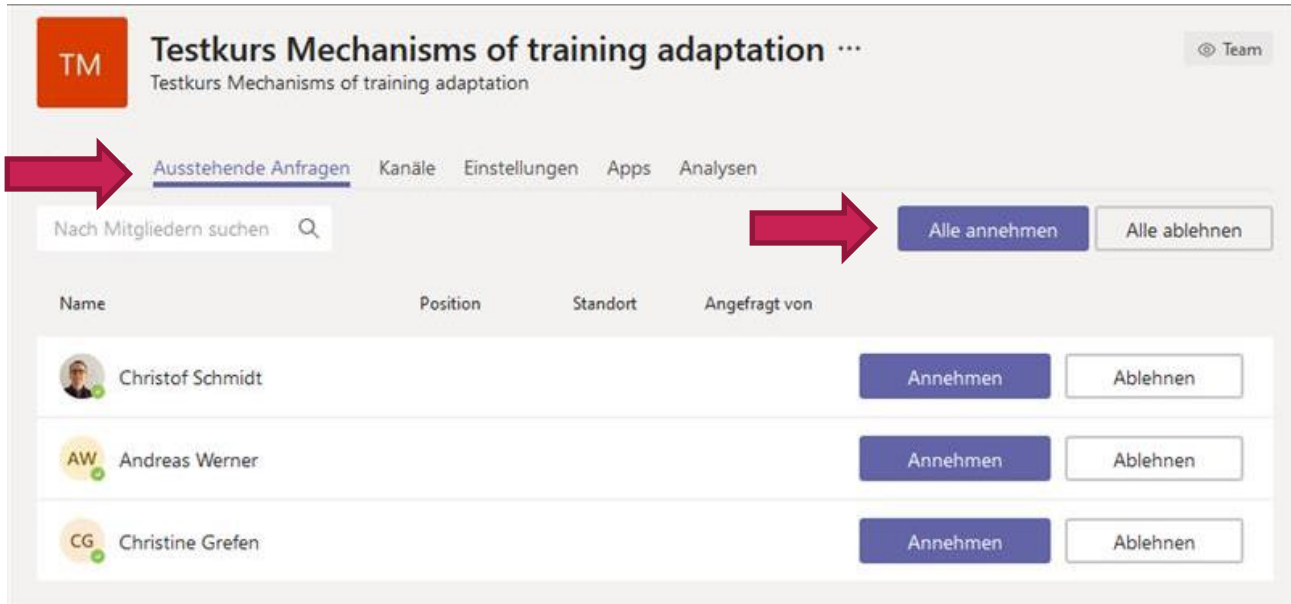 TM
Testkurs Mechanisms of training adaptation ···
Testkurs Mechanisms of training adaptation
Team
Ausstehende Anfragen Kanäle Einstellungen Apps Analysen
Nach Mitgliedern suchen
Alle annehmen Alle ablehnen
Name Position Standort Angefragt von
Christof Schmidt Annehmen Ablehnen
AW Andreas Werner Annehmen Ablehnen
CG Christine Grefen Annehmen Ablehnen